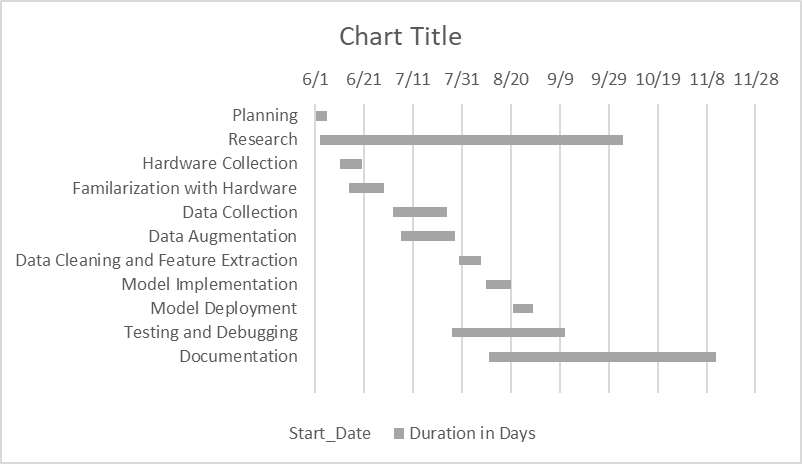 Chart Title
6/1 6/21 7/11 7/31 8/20 9/9 9/29 10/19 11/8 11/28
Planning
Research
Hardware Collection
Familarization with Hardware
Data Collection
Data Augmentation
Data Cleaning and Feature Extraction
Model Implementation
Model Deployment
Testing and Debugging
Documentation
Start_Date Duration in Days